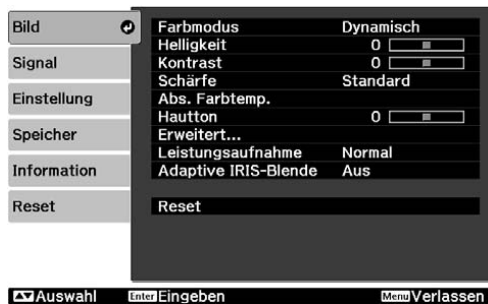 Bild
Signal
Einstellung
Speicher
Information
Reset
Farbmodus Dynamisch
Helligkeit 0
Kontrast 0
Schärfe Standard
Abs. Farbtemp.
Hautton 0
Erweitert...
Leistungsaufnahme Normal
Adaptive IRIS-Blende Aus
Reset
Auswahl Enter Eingeben Menu Verlassen